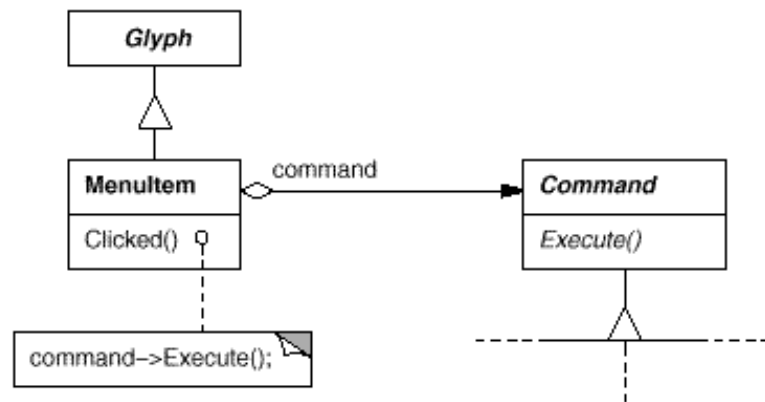 Glyph
MenuItem
command
Command
Clicked()
Execute()
command–>Execute();